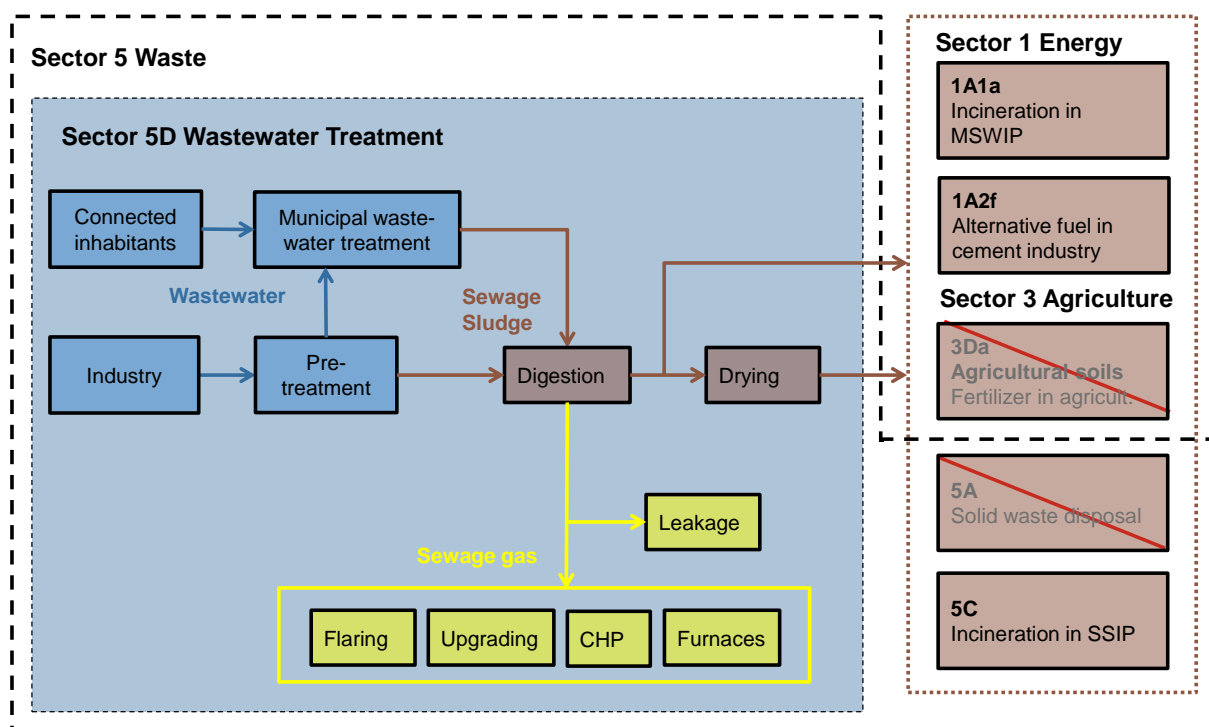 Sector 5 Waste
Sector 5D Wastewater Treatment
Connected
inhabitants
Municipal waste-
water treatment
Wastewater
Sewage
Sludge
Industry
Pre-
treatment
Digestion
Drying
Leakage
Sewage gas
Flaring
Upgrading
CHP
Furnaces
Sector 1 Energy
1A1a
Incineration in
MSWIP
1A2f
Alternative fuel in
cement industry
Sector 3 Agriculture
3Da
Agricultural soils
Fertilizer in agricult.
5A
Solid waste disposal
5C
Incineration in SSIP